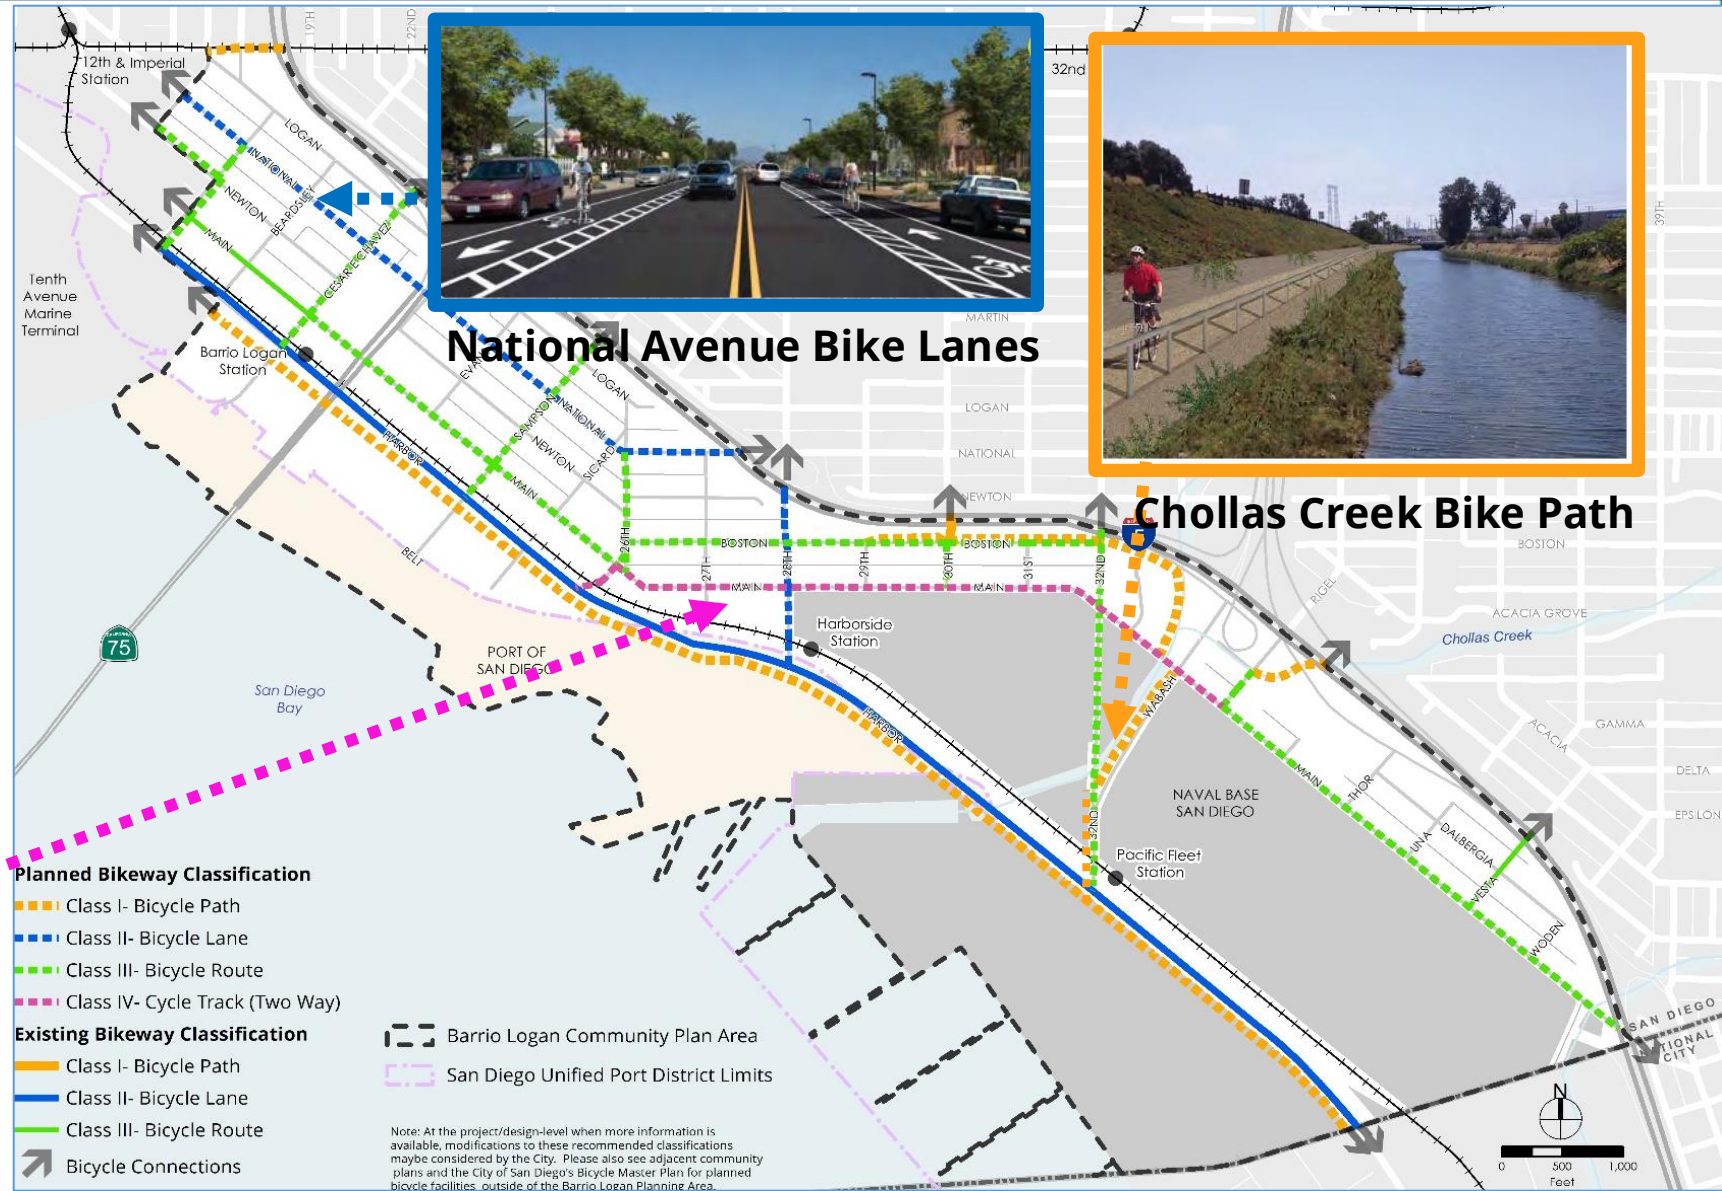 19TH
22ND
12th & Imperial
Station
32nd
39TH
LOGAN
NATIONAL
NEWTON
BEARDSLEY
MAIN
CESAR E CHAVEZ
Tenth
Avenue
Marine
Terminal
MARTIN
National Avenue Bike Lanes
Barrio Logan
Station
LOGAN
LOGAN
HARBOR
SAMPSON
NATIONAL
NEWTON
SICARD
NATIONAL
MAIN
NEWTON
Chollas Creek Bike Path
BELT
26TH
BOSTON
BOSTON
BOSTON
27TH
28TH
29TH
30TH
31ST
32ND
MAIN
MAIN
RIGEL
ACACIA GROVE
Chollas Creek
Harborside
Station
CALIFORNIA
75
PORT OF
SAN DIEGO
San Diego
Bay
WABASH
HARBOR
ACACIA
GAMMA
DELTA
EPSILON
MAIN
THOR
NAVAL BASE
SAN DIEGO
32ND
UNA
DALBERGIA
Pacific Fleet
Station
VESTA
WODEN
Planned Bikeway Classification
Class I- Bicycle Path
Class II- Bicycle Lane
Class III- Bicycle Route
Class IV- Cycle Track (Two Way)
Existing Bikeway Classification
Class I- Bicycle Path
Class II- Bicycle Lane
Class III- Bicycle Route
Bicycle Connections
Barrio Logan Community Plan Area
San Diego Unified Port District Limits
Note: At the project/design-level when more information is
available, modifications to these recommended classifications
maybe considered by the City. Please also see adjacent community
plans and the City of San Diego's Bicycle Master Plan for planned
bicycle facilities outside of the Barrio Logan Planning Area.
SAN DIEGO
NATIONAL
CITY
N
0 500 1,000
Feet